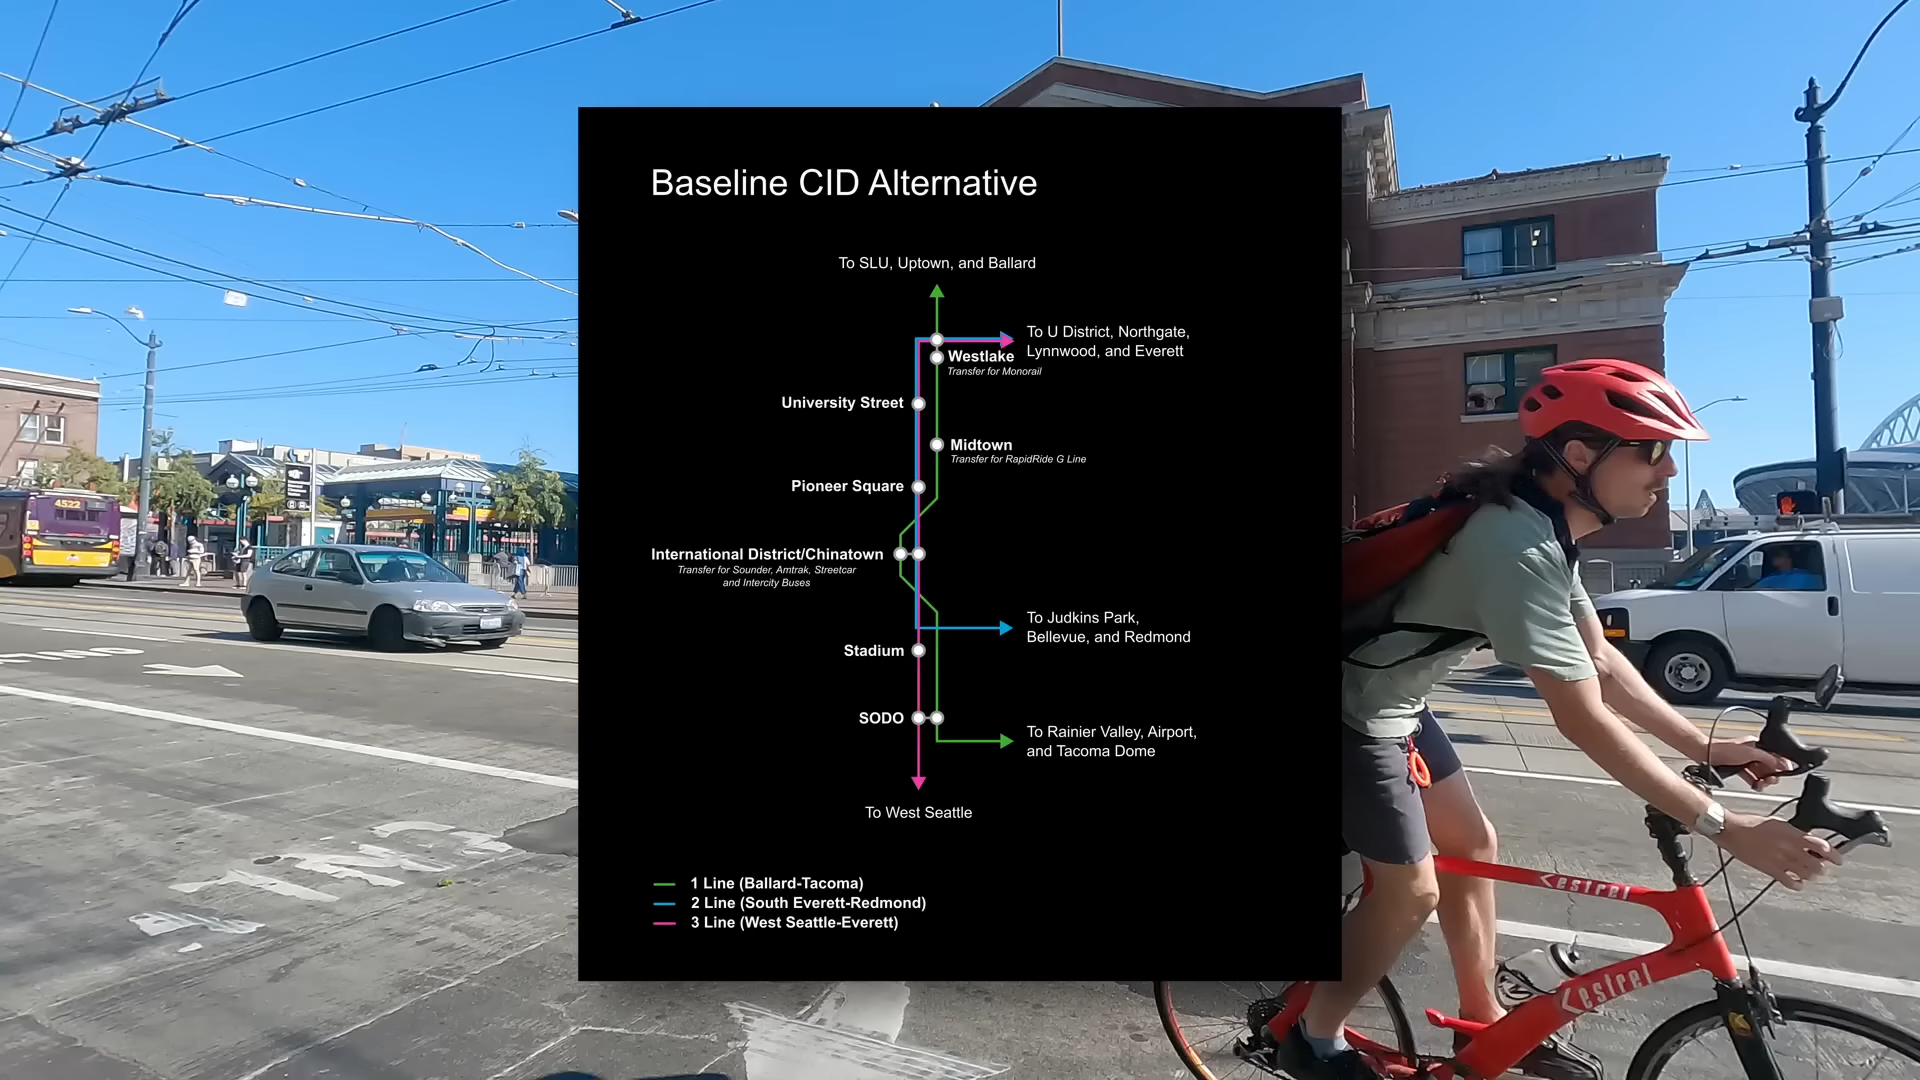 Baseline CID Alternative
To SLU, Uptown, and Ballard
To U District, Northgate,
Lynnwood, and Everett
Westlake
Transfer for Monorail
University Street
Midtown
Transfer for RapidRide G Line
Pioneer Square
International District/Chinatown
Transfer for Sounder, Amtrak, Streetcar
and Intercity Buses
To Judkins Park,
Bellevue, and Redmond
Stadium
SODO
To Rainier Valley, Airport,
and Tacoma Dome
To West Seattle
1 Line (Ballard-Tacoma)
2 Line (South Everett-Redmond)
3 Line (West Seattle-Everett)
4522
Kestrel
Kestrel